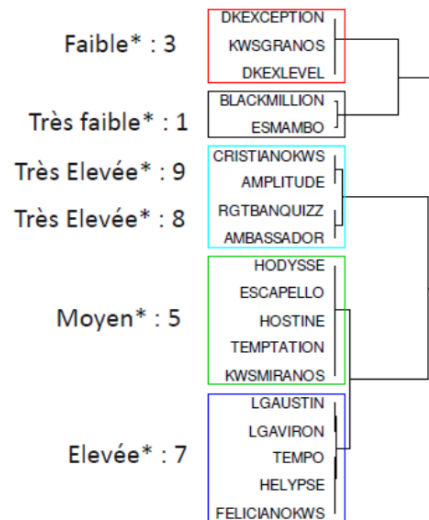 Faible* : 3
DKEXCEPTION
KWSGRANOS
DKEXLEVEL
Très faible* : 1
BLACKMILLION
ESMAMBO
Très Elevée* : 9
CRISTIANOKWS
AMPLITUDE
Très Elevée* : 8
RGTBANQUIZZ
AMBASSADOR
Moyen* : 5
HODYSSE
ESCAPELLO
HOSTINE
TEMPTATION
KWSMIRANOS
Elevée* : 7
LGAUSTIN
LGAVIRON
TEMPO
HELYPSE
FELICIANOKWS